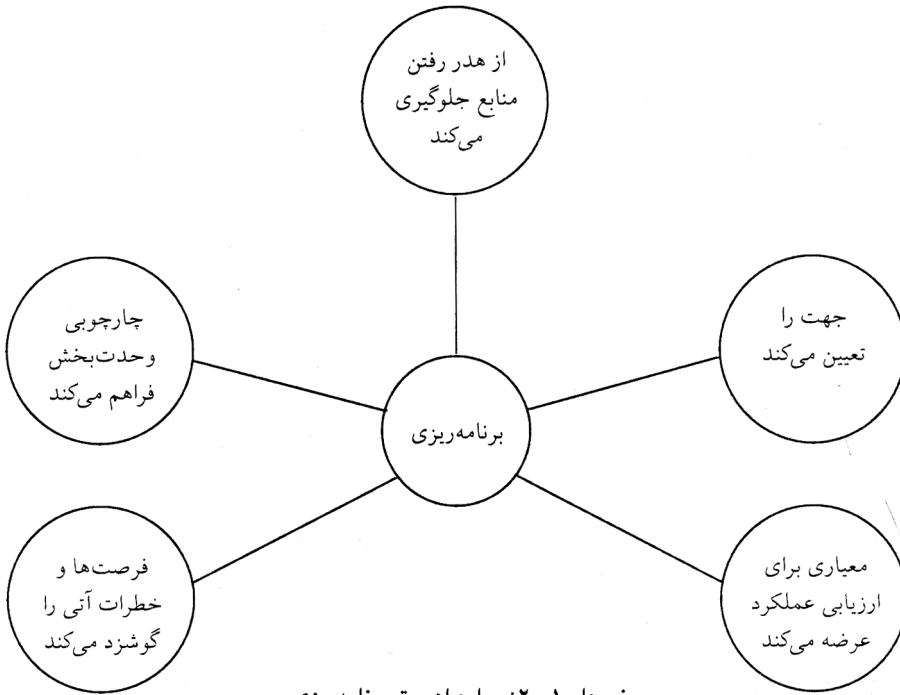 از هدر رفتن
منابع جلوگیری
می‌کند
جهت را
تعیین می‌کند
چارچوبی
وحدت‌بخش
فراهم می‌کند
برنامه‌ریزی
معیاری برای
ارزیابی عملکرد
عرضه می‌کند
فرصت‌ها و
خطرات آتی را
گوشزد می‌کند